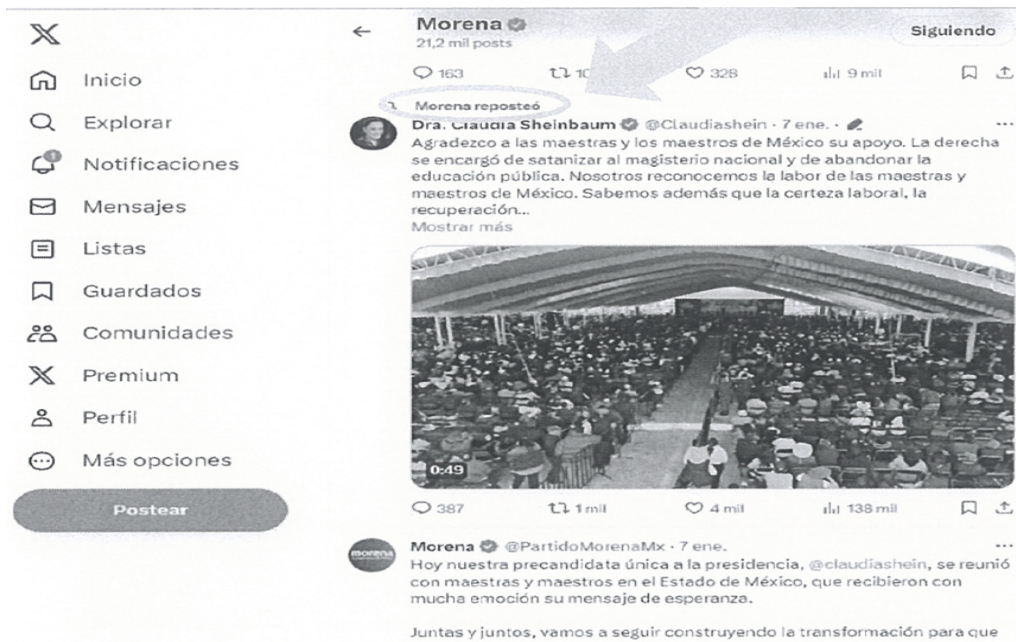 Inicio
Explorar
Notificaciones
Mensajes
Listas
Guardados
Comunidades
Premium
Perfil
Más opciones
Postear
Morena
21,2 mil posts
Siguiendo
163 10 328 9 mil
Morena reposteó
Dra. Claudia Sheinbaum @Claudiashein · 7 ene. ·
Agradezco a las maestras y los maestros de México su apoyo. La derecha
se encargó de satanizar al magisterio nacional y de abandonar la
educación pública. Nosotros reconocemos la labor de las maestras y
maestros de México. Sabemos además que la certeza laboral, la
recuperación...
Mostrar más
0:49
387 1 mil 4 mil 138 mil
morena
Morena @PartidoMorenaMx · 7 ene.
Hoy nuestra precandidata única a la presidencia, @claudiashein, se reunió
con maestras y maestros en el Estado de México, que recibieron con
mucha emoción su mensaje de esperanza.
Juntas y juntos, vamos a seguir construyendo la transformación para que